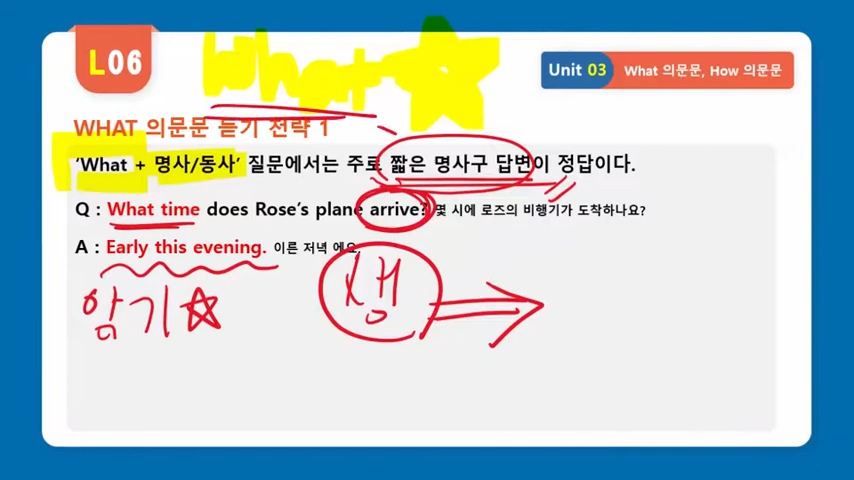 L06
What
Unit 03 What 의문문, How 의문문
WHAT 의문문 듣기 전략 1
'What + 명사/동사' 질문에서는 주로 짧은 명사구 답변이 정답이다.
Q : What time does Rose's plane arrive? 몇 시에 로즈의 비행기가 도착하나요?
A : Early this evening. 이른 저녁에요.
암기
생